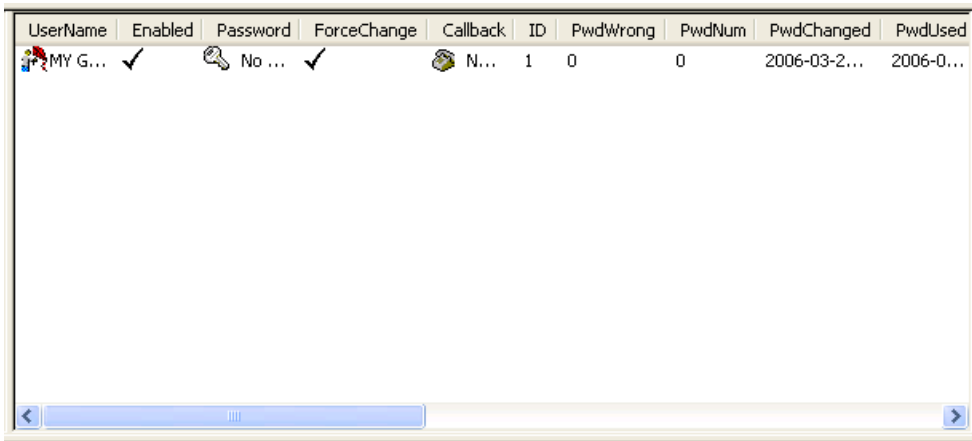 UserName Enabled Password ForceChange Callback ID PwdWrong PwdNum PwdChanged PwdUsed
MY G... No ... N... 1 0 0 2006-03-2... 2006-0...